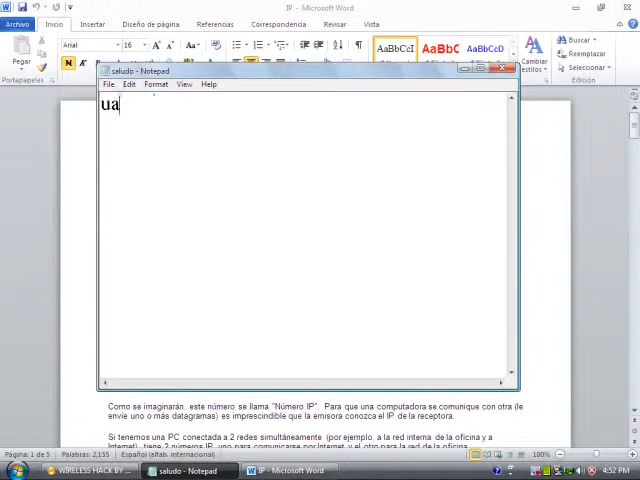 IP - Microsoft Word
Archivo Inicio Insertar Diseño de página Referencias Correspondencia Revisar Vista
Arial 16 Aa AaBbCcI AaBbC AaBbCcDi Buscar
Pegar Cambiar estilos Reemplazar
N Seleccionar
Portapapeles
saludo - Notepad
File Edit Format View Help
ua
Como se imaginarán, este número se llama "Número IP". Para que una computadora se comunique con otra (le
envíe uno o más datagramas) es imprescindible que la emisora conozca el IP de la receptora.
Si tenemos una PC conectada a 2 redes simultáneamente (por ejemplo, a la red interna de la oficina y a
Internet), tiene 2 números IP, uno para comunicarse por Internet y el otro para la red de la oficina.
Página: 1 de 5 Palabras: 2,155 Español (alfab. internacional) 100%
WIRELESS HACK BY ... saludo - Notepad IP - Microsoft Word 4:52 PM